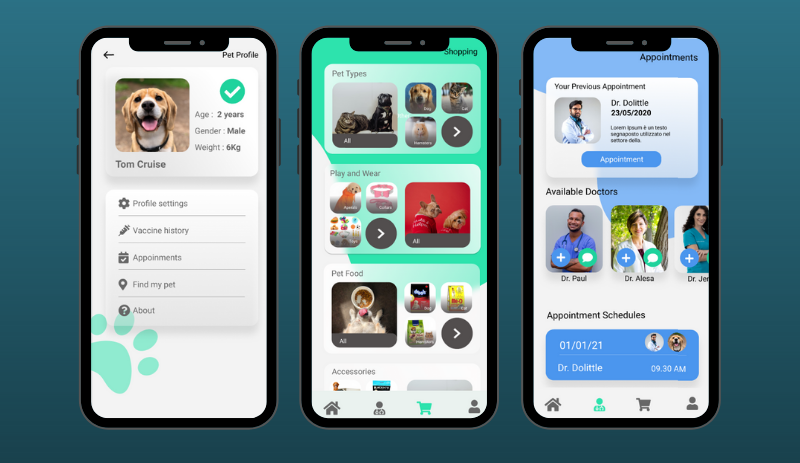 Pet Profile
Age : 2 years
Gender : Male
Weight : 6Kg
Tom Cruise
Profile settings
Vaccine history
Appoinments
Find my pet
About
Shopping
Pet Types
All
Dog
Cat
Hamsters
Play and Wear
Apparels
Collars
Toys
All
Pet Food
All
Dog
Cat
Hamsters
Accessories
Appointments
Your Previous Appointment
Dr. Dolittle
23/05/2020
Lorem Ipsum è un testo
segnaposto utilizzato nel
settore della.
Appointment
Available Doctors
Dr. Paul
Dr. Alesa
Dr. Jer
Appointment Schedules
01/01/21
Dr. Dolittle
09.30 AM